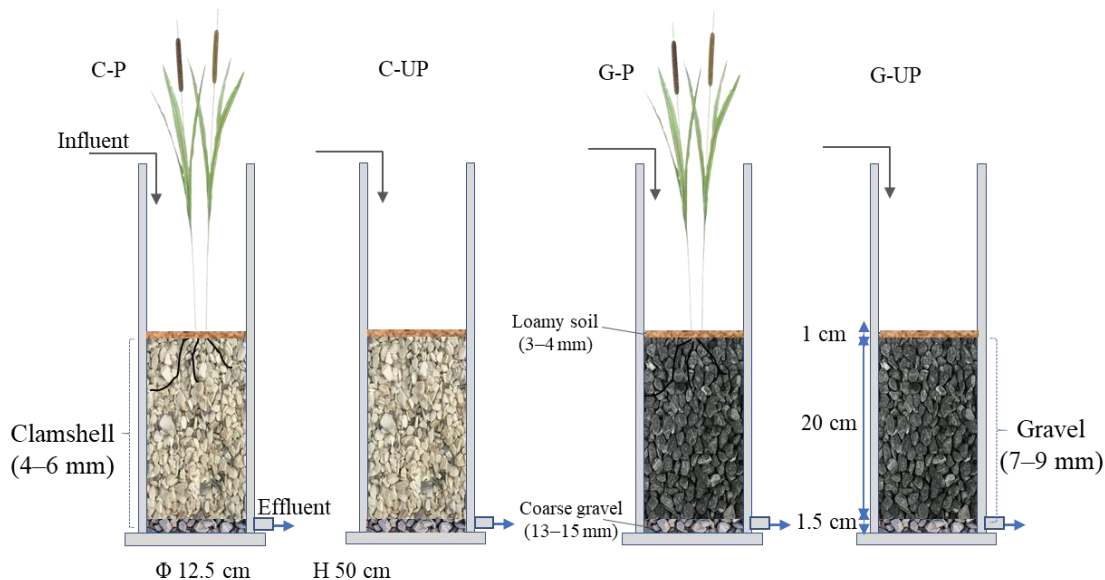 C-P
C-UP
G-P
G-UP
Influent
Loamy soil
(3–4 mm)
1 cm
20 cm
Clamshell
(4–6 mm)
Gravel
(7–9 mm)
Effluent
Coarse gravel
(13–15 mm)
1.5 cm
Φ 12.5 cm
H 50 cm